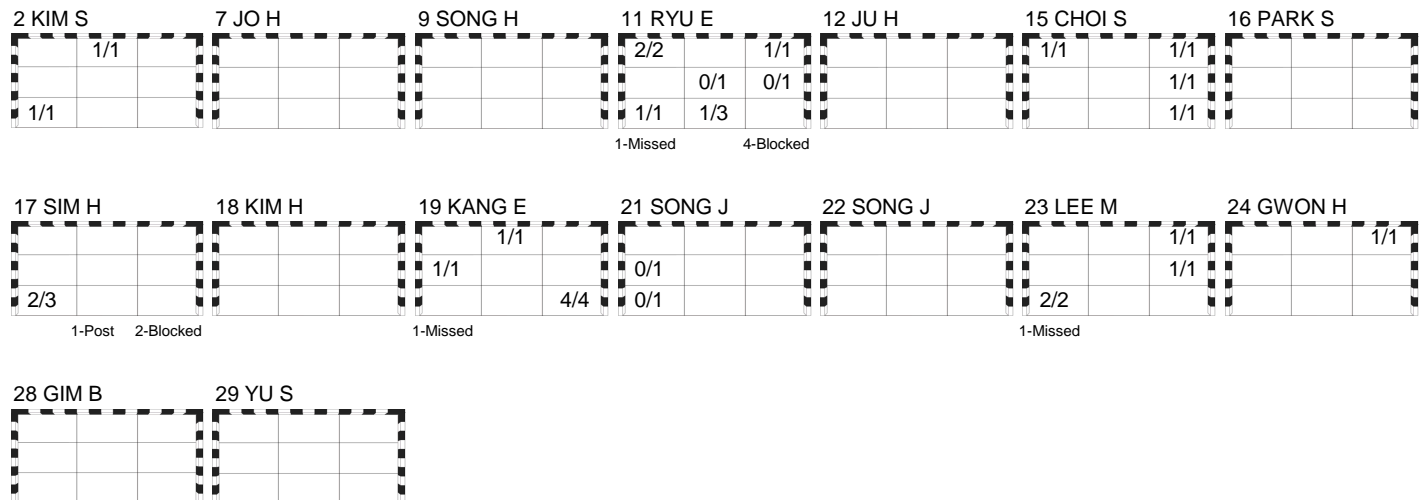 2 KIM S 7 JO H 9 SONG H 11 RYU E 12 JU H 15 CHOI S 16 PARK S
1/1 2/2 1/1 1/1 1/1
0/1 0/1 1/1
1/1 1/1 1/3 1/1
1-Missed 4-Blocked
17 SIM H 18 KIM H 19 KANG E 21 SONG J 22 SONG J 23 LEE M 24 GWON H
1/1 1/1 1/1
1/1 0/1 1/1
2/3 4/4 0/1 2/2
1-Post 2-Blocked 1-Missed 1-Missed
28 GIM B 29 YU S